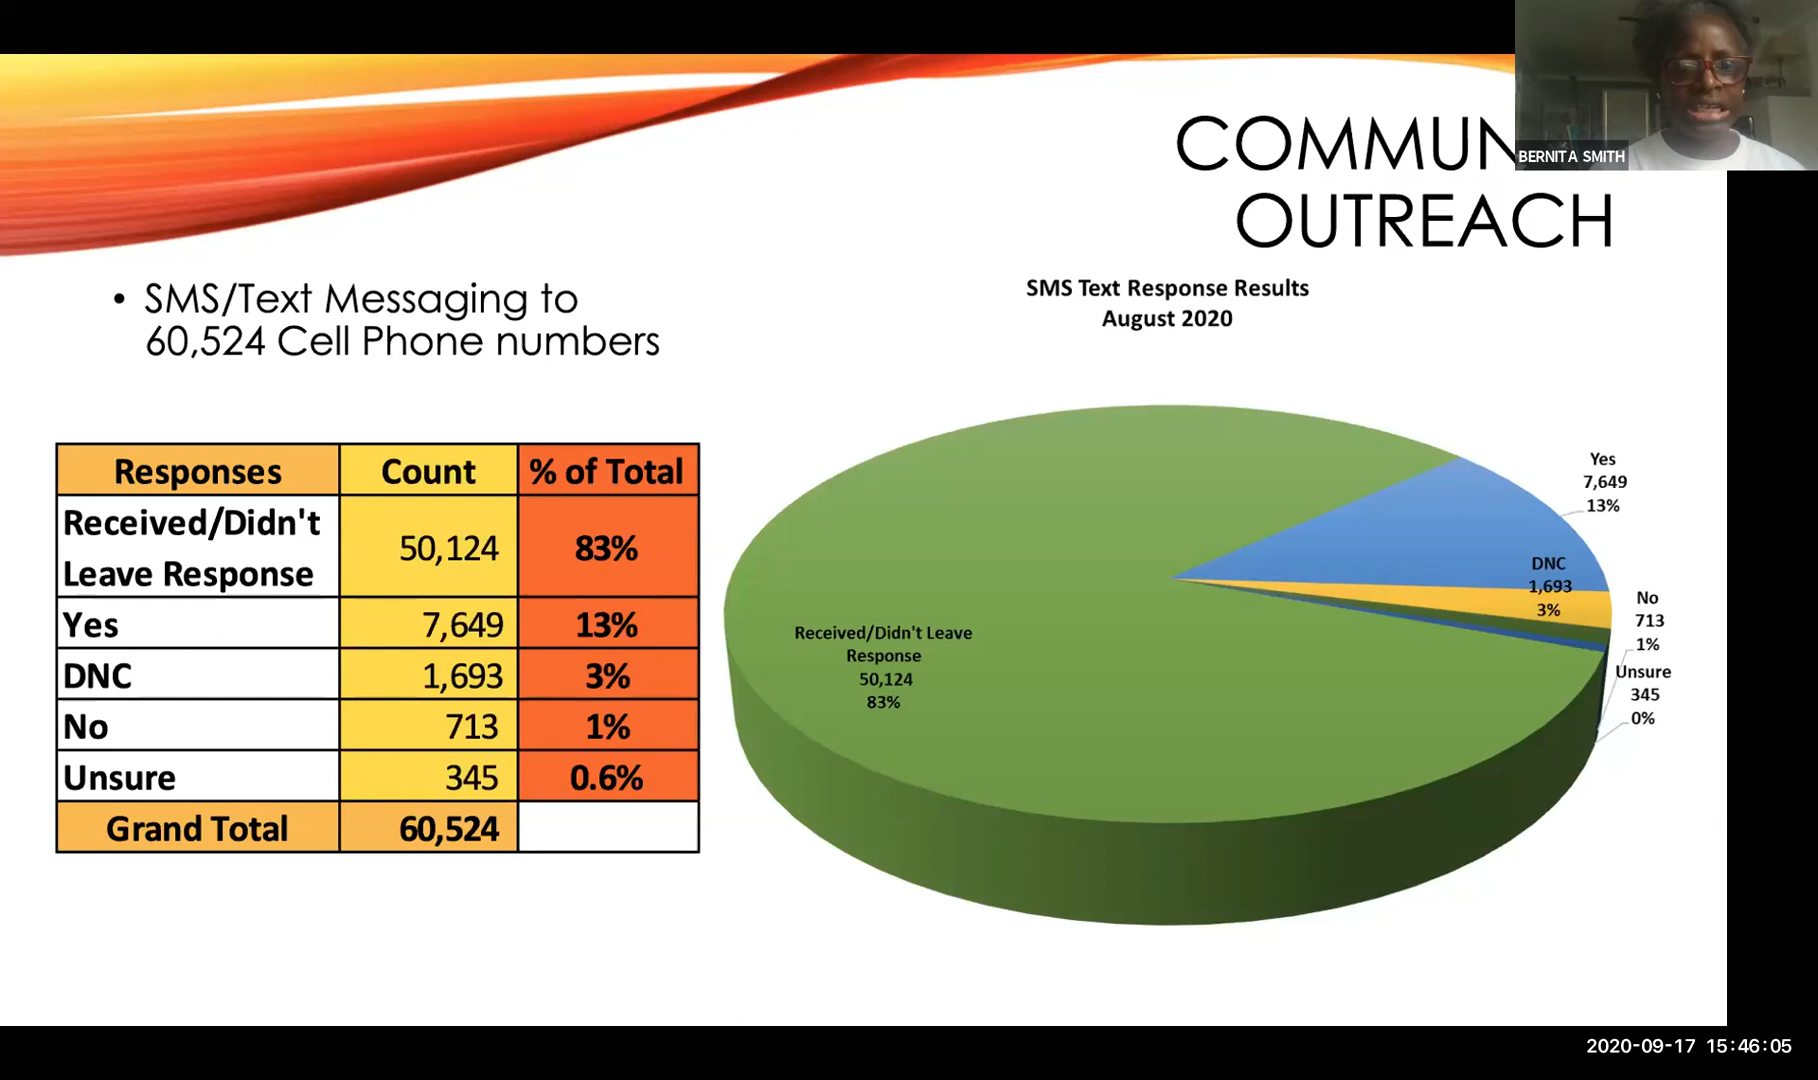 COMMUN
OUTREACH
BERNITA SMITH
• SMS/Text Messaging to
60,524 Cell Phone numbers
Responses Count % of Total
Received/Didn't
Leave Response 50,124 83%
Yes 7,649 13%
DNC 1,693 3%
No 713 1%
Unsure 345 0.6%
Grand Total 60,524
SMS Text Response Results
August 2020
Yes
7,649
13%
DNC
1,693
3%
No
713
1%
Unsure
345
0%
Received/Didn't Leave
Response
50,124
83%
2020-09-17 15:46:05